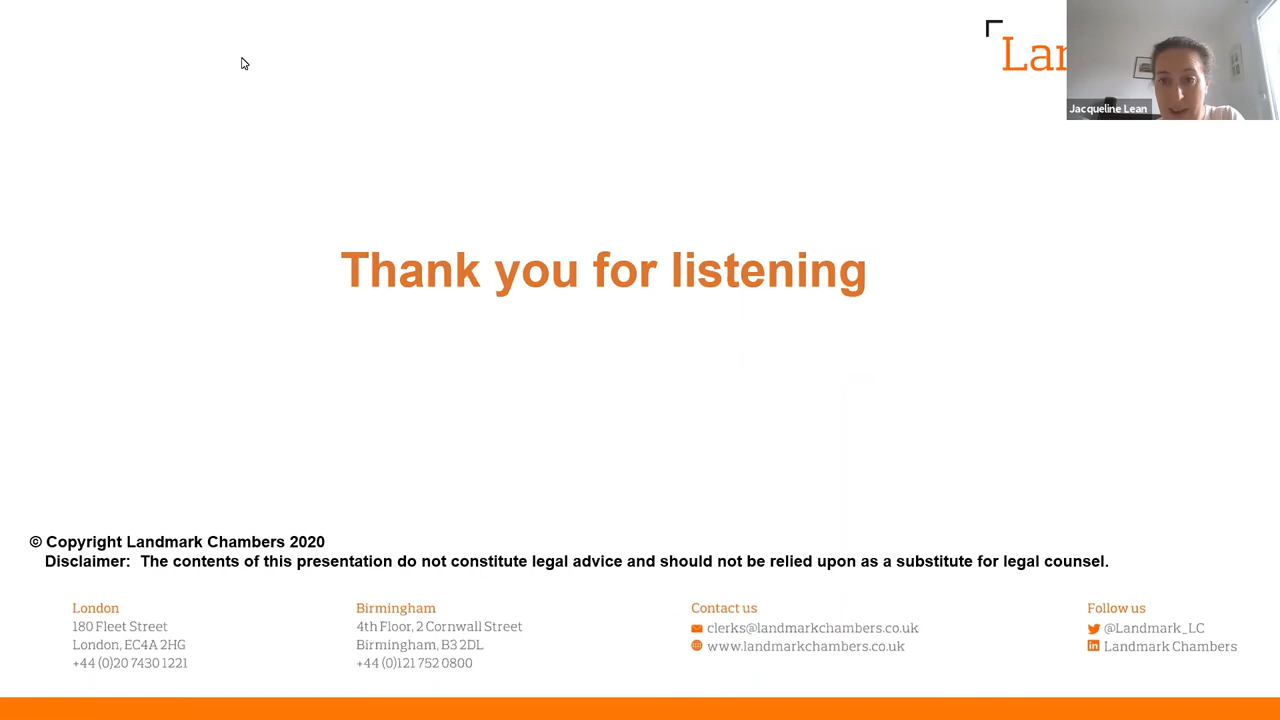 Lan
Jacqueline Lean
Thank you for listening
© Copyright Landmark Chambers 2020
Disclaimer: The contents of this presentation do not constitute legal advice and should not be relied upon as a substitute for legal counsel.
London
180 Fleet Street
London, EC4A 2HG
+44 (0)20 7430 1221
Birmingham
4th Floor, 2 Cornwall Street
Birmingham, B3 2DL
+44 (0)121 752 0800
Contact us
clerks@landmarkchambers.co.uk
www.landmarkchambers.co.uk
Follow us
@Landmark_LC
Landmark Chambers